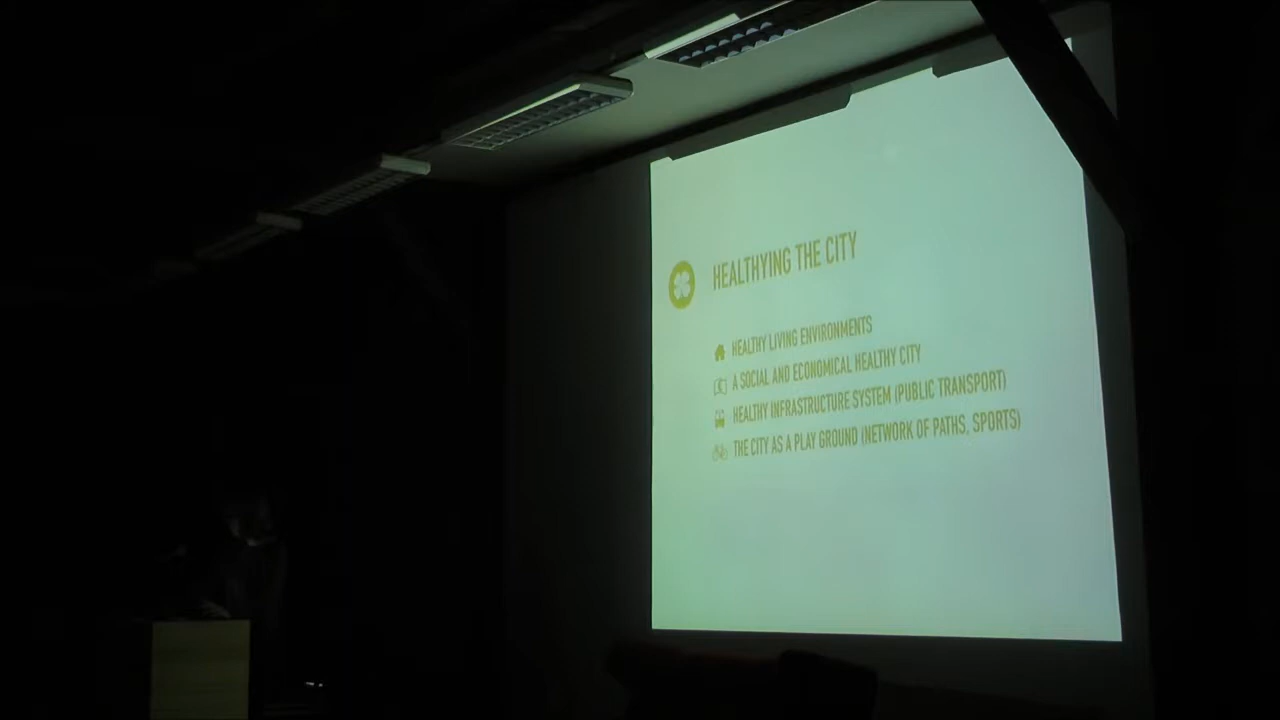 HEALTHYING THE CITY
HEALTHY LIVING ENVIRONMENTS
A SOCIAL AND ECONOMICAL HEALTHY CITY
HEALTHY INFRASTRUCTURE SYSTEM (PUBLIC TRANSPORT)
THE CITY AS A PLAY GROUND (NETWORK OF PATHS, SPORTS)